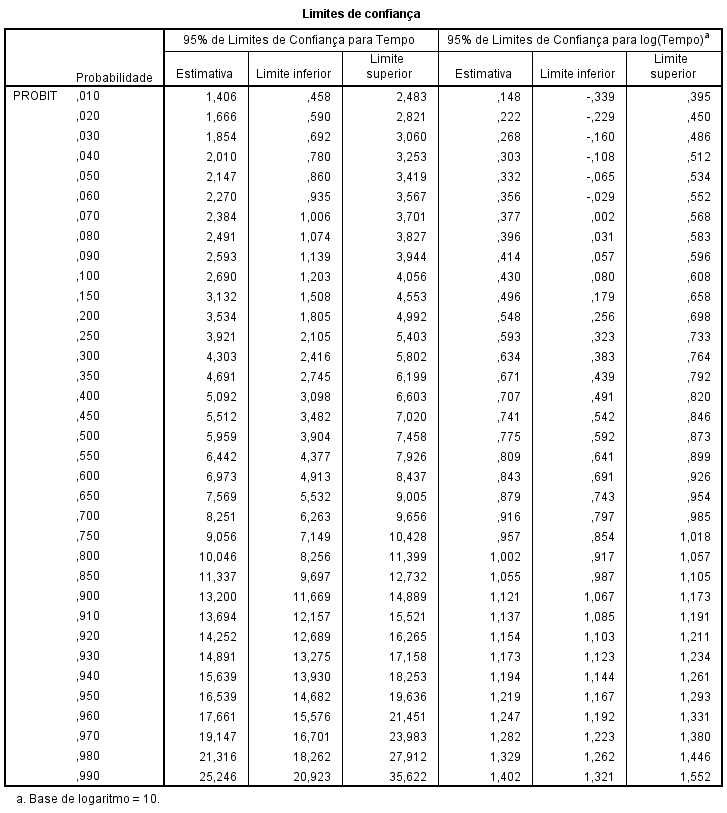 Limites de confiança
95% de Limites de Confiança para Tempo 95% de Limites de Confiança para log(Tempo)a
Probabilidade Estimativa Limite inferior Limite superior Estimativa Limite inferior Limite superior
PROBIT ,010 1,406 ,458 2,483 ,148 -,339 ,395
,020 1,666 ,590 2,821 ,222 -,229 ,450
,030 1,854 ,692 3,060 ,268 -,160 ,486
,040 2,010 ,780 3,253 ,303 -,108 ,512
,050 2,147 ,860 3,419 ,332 -,065 ,534
,060 2,270 ,935 3,567 ,356 -,029 ,552
,070 2,384 1,006 3,701 ,377 ,002 ,568
,080 2,491 1,074 3,827 ,396 ,031 ,583
,090 2,593 1,139 3,944 ,414 ,057 ,596
,100 2,690 1,203 4,056 ,430 ,080 ,608
,150 3,132 1,508 4,553 ,496 ,179 ,658
,200 3,534 1,805 4,992 ,548 ,256 ,698
,250 3,921 2,105 5,403 ,593 ,323 ,733
,300 4,303 2,416 5,802 ,634 ,383 ,764
,350 4,691 2,745 6,199 ,671 ,439 ,792
,400 5,092 3,098 6,603 ,707 ,491 ,820
,450 5,512 3,482 7,020 ,741 ,542 ,846
,500 5,959 3,904 7,458 ,775 ,592 ,873
,550 6,442 4,377 7,926 ,809 ,641 ,899
,600 6,973 4,913 8,437 ,843 ,691 ,926
,650 7,569 5,532 9,005 ,879 ,743 ,954
,700 8,251 6,263 9,656 ,916 ,797 ,985
,750 9,056 7,149 10,428 ,957 ,854 1,018
,800 10,046 8,256 11,399 1,002 ,917 1,057
,850 11,337 9,697 12,732 1,055 ,987 1,105
,900 13,200 11,669 14,889 1,121 1,067 1,173
,910 13,694 12,157 15,521 1,137 1,085 1,191
,920 14,252 12,689 16,265 1,154 1,103 1,211
,930 14,891 13,275 17,158 1,173 1,123 1,234
,940 15,639 13,930 18,253 1,194 1,144 1,261
,950 16,539 14,682 19,636 1,219 1,167 1,293
,960 17,661 15,576 21,451 1,247 1,192 1,331
,970 19,147 16,701 23,983 1,282 1,223 1,380
,980 21,316 18,262 27,912 1,329 1,262 1,446
,990 25,246 20,923 35,622 1,402 1,321 1,552
a. Base de logaritmo = 10.